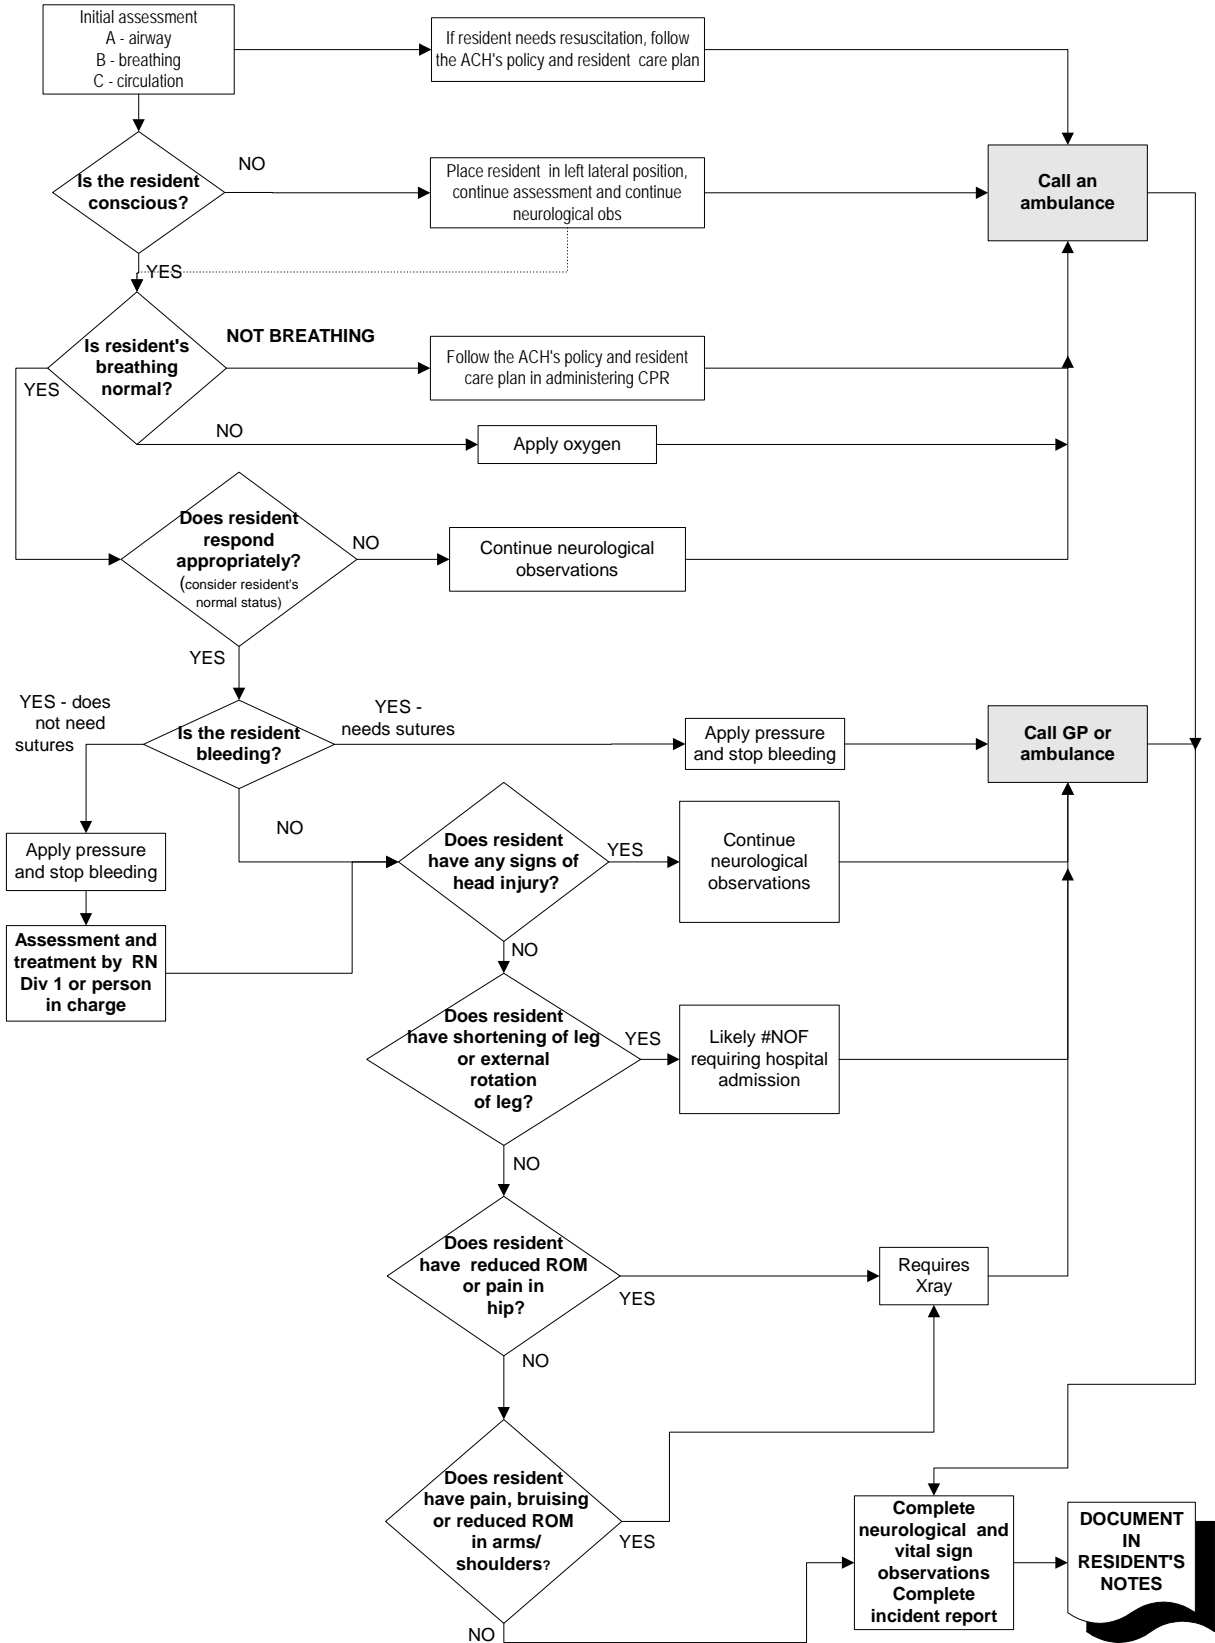 Initial assessment
A - airway
B - breathing
C - circulation
If resident needs resuscitation, follow
the ACH's policy and resident care plan
Is the resident
conscious?
NO
Place resident in left lateral position,
continue assessment and continue
neurological obs
Call an
ambulance
YES
Is resident's
breathing
normal?
NOT BREATHING
Follow the ACH's policy and resident
care plan in administering CPR
YES
NO
Apply oxygen
Does resident
respond
appropriately?
(consider resident's
normal status)
NO
Continue neurological
observations
YES
YES - does
not need
sutures
Is the resident
bleeding?
YES -
needs sutures
Apply pressure
and stop bleeding
Call GP or
ambulance
NO
Apply pressure
and stop bleeding
Assessment and
treatment by RN
Div 1 or person
in charge
Does resident
have any signs of
head injury?
YES
Continue
neurological
observations
NO
Does resident
have shortening of leg
or external
rotation
of leg?
YES
Likely #NOF
requiring hospital
admission
NO
Does resident
have reduced ROM
or pain in
hip?
YES
Requires
Xray
NO
Does resident
have pain, bruising
or reduced ROM
in arms/
shoulders?
YES
NO
Complete
neurological and
vital sign
observations
Complete
incident report
DOCUMENT
IN
RESIDENT'S
NOTES